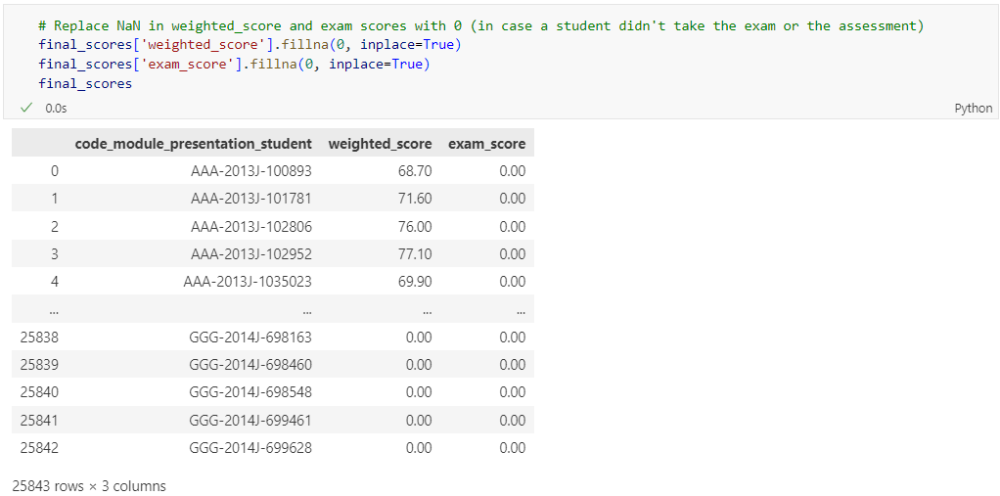 # Replace NaN in weighted_score and exam scores with 0 (in case a student didn't take the exam or the assessment)
final_scores['weighted_score'].fillna(0, inplace=True)
final_scores['exam_score'].fillna(0, inplace=True)
final_scores
✓ 0.0s Python
code_module_presentation_student weighted_score exam_score
0 AAA-2013J-100893 68.70 0.00
1 AAA-2013J-101781 71.60 0.00
2 AAA-2013J-102806 76.00 0.00
3 AAA-2013J-102952 77.10 0.00
4 AAA-2013J-1035023 69.90 0.00
... ... ... ...
25838 GGG-2014J-698163 0.00 0.00
25839 GGG-2014J-698460 0.00 0.00
25840 GGG-2014J-698548 0.00 0.00
25841 GGG-2014J-699461 0.00 0.00
25842 GGG-2014J-699628 0.00 0.00
25843 rows × 3 columns